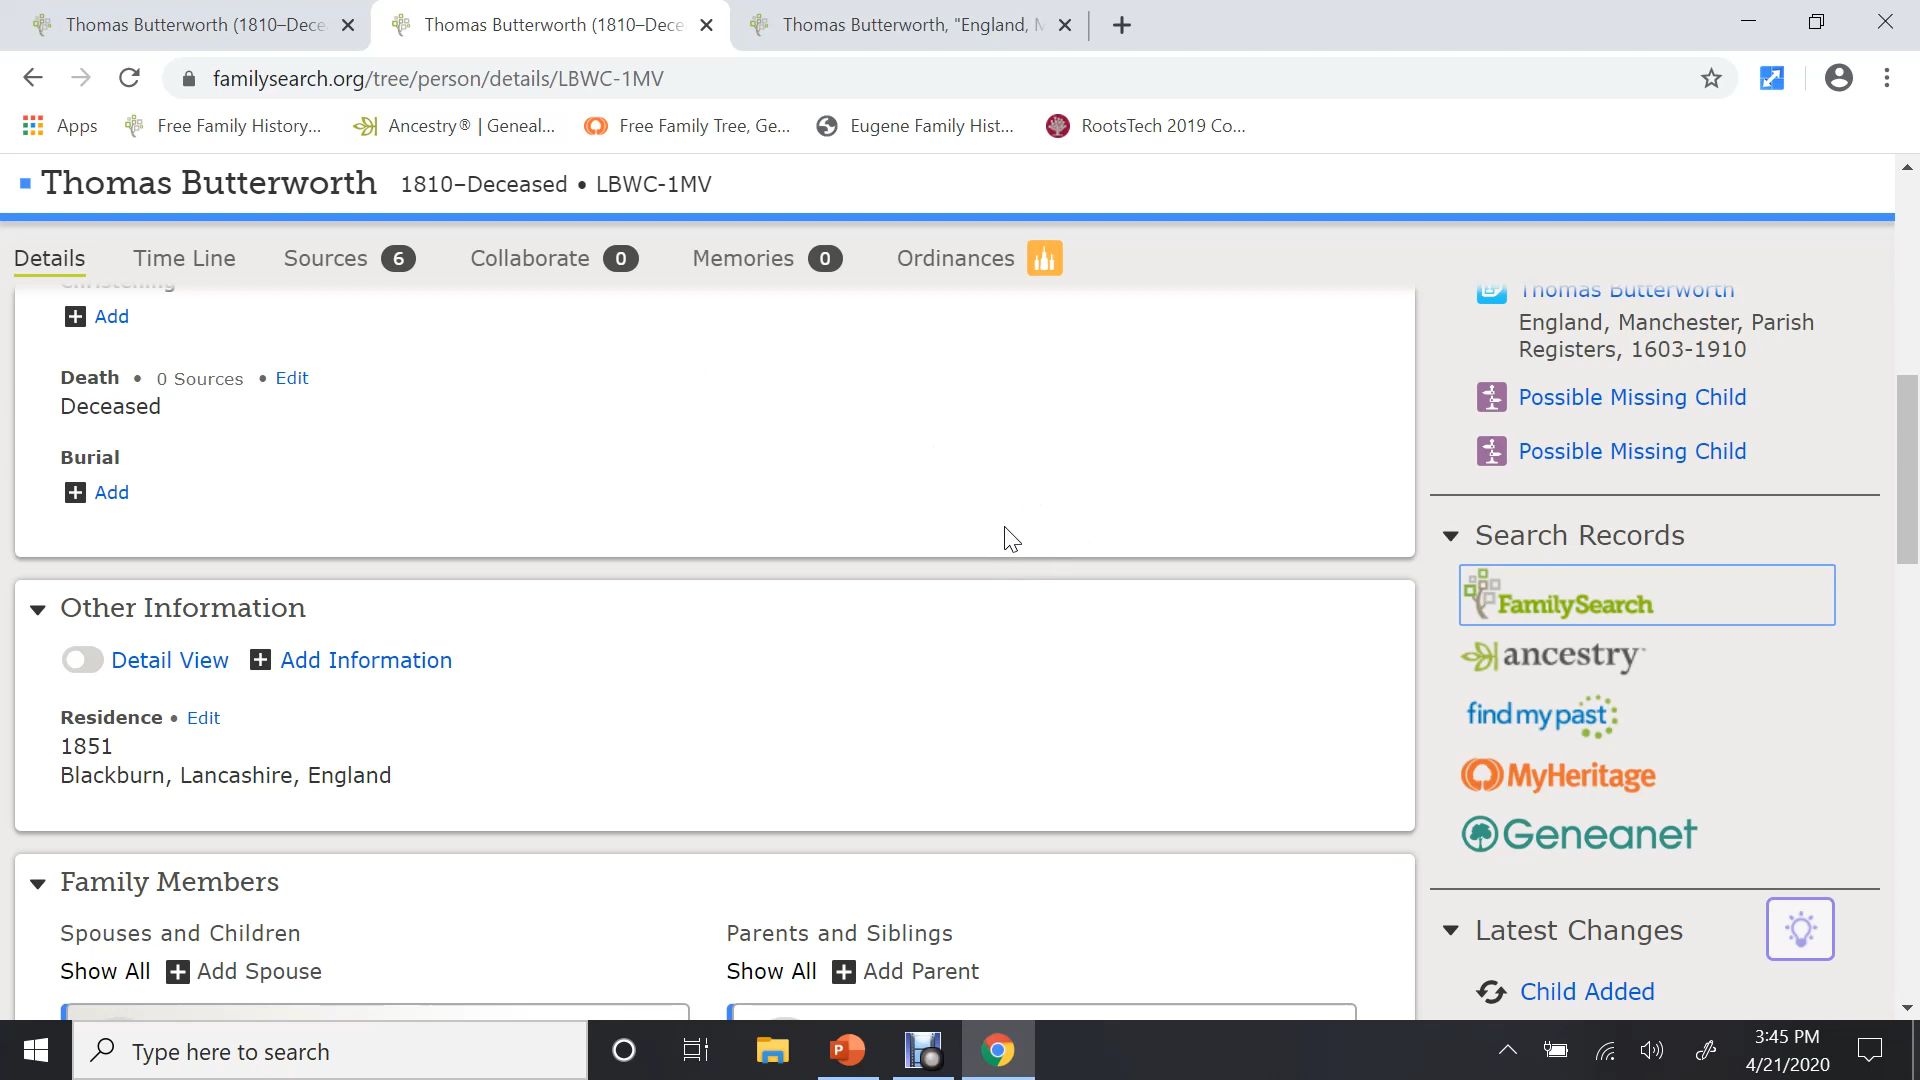 Thomas Butterworth (1810–Dece
Thomas Butterworth (1810–Dece
Thomas Butterworth, "England, M
familysearch.org/tree/person/details/LBWC-1MV
Apps
Free Family History...
Ancestry® | Geneal...
Free Family Tree, Ge...
Eugene Family Hist...
RootsTech 2019 Co...
Thomas Butterworth 1810–Deceased • LBWC-1MV
Details
Time Line
Sources 6
Collaborate 0
Memories 0
Ordinances
Christening
Add
Death • 0 Sources • Edit
Deceased
Burial
Add
Other Information
Detail View
Add Information
Residence • Edit
1851
Blackburn, Lancashire, England
Family Members
Spouses and Children
Show All Add Spouse
Parents and Siblings
Show All Add Parent
Thomas Butterworth
England, Manchester, Parish
Registers, 1603-1910
Possible Missing Child
Possible Missing Child
Search Records
FamilySearch
ancestry
findmypast
MyHeritage
Geneanet
Latest Changes
Child Added
Type here to search
3:45 PM
4/21/2020